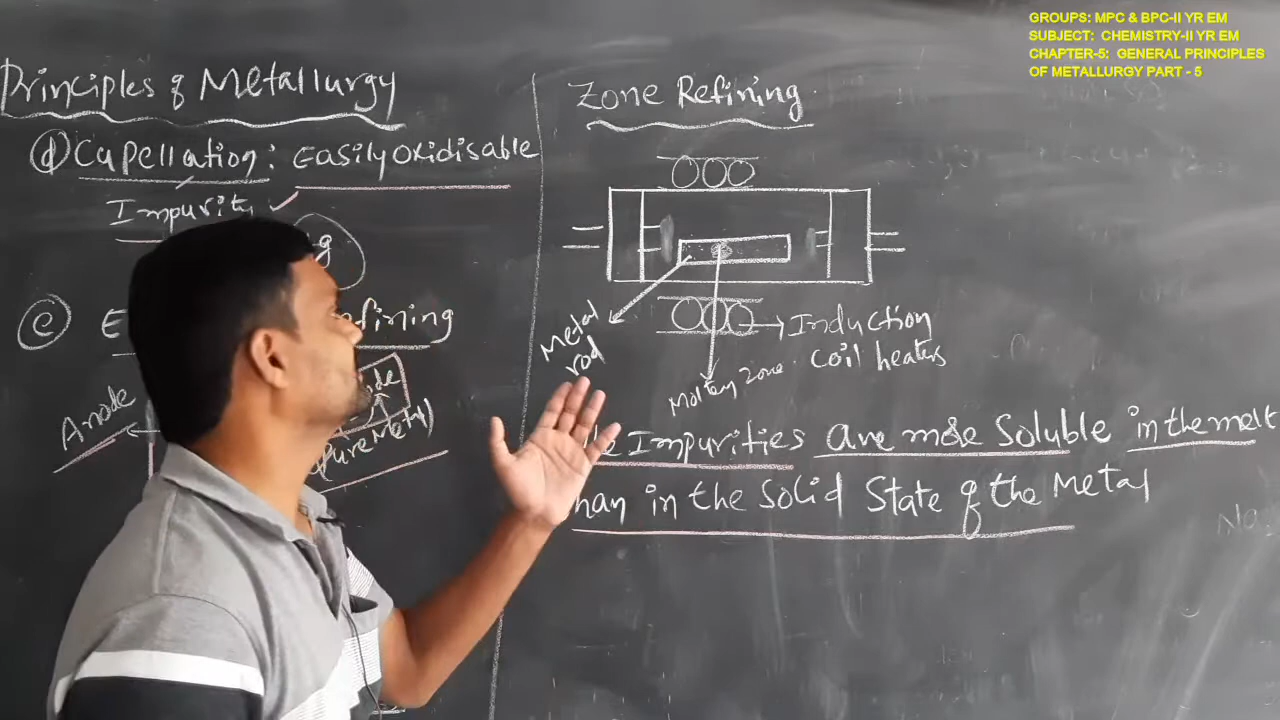 GROUPS: MPC & BPC-II YR EM
SUBJECT: CHEMISTRY-II YR EM
CHAPTER-5: GENERAL PRINCIPLES
OF METALLURGY PART - 5
Principles of Metallurgy
(d) Cupellation: Easily Oxidisable
Impurity
(e) E fining
Anode
pure Metal)
Zone Refining
Metal
rod
Induction
coil heaters
Molten zone
Impurities are more Soluble in the melt
han in the Solid State of the Metal
No.